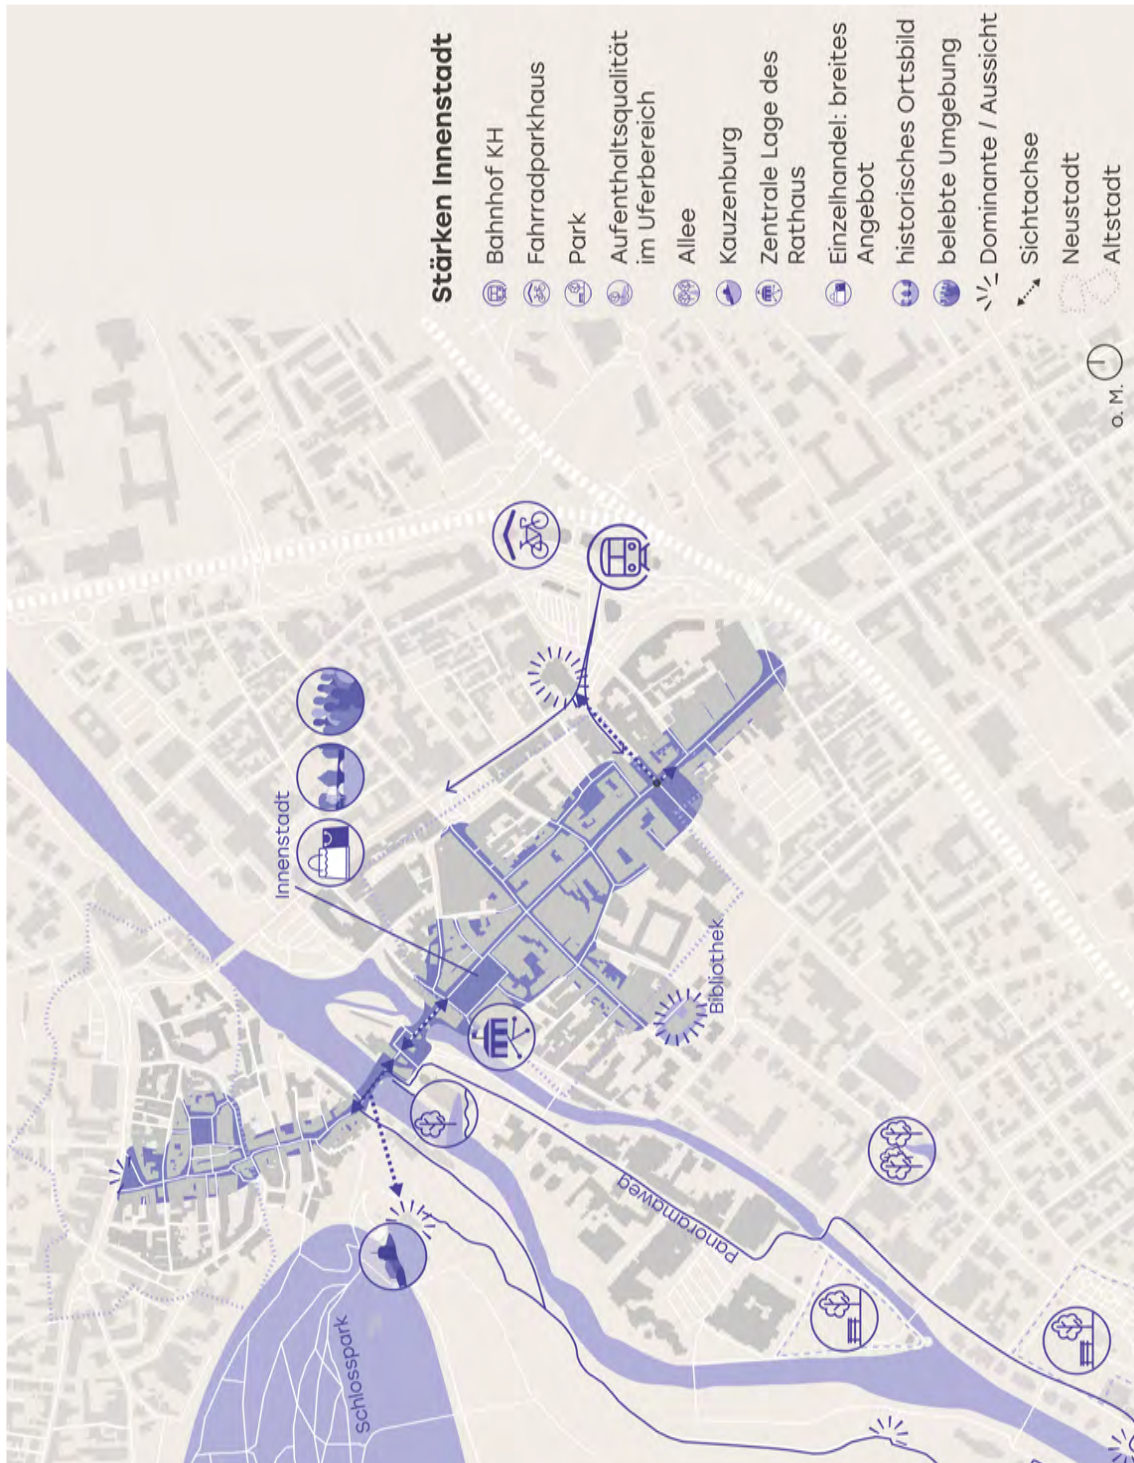 Stärken Innenstadt
Bahnhof KH
Fahrradparkhaus
Park
Aufenthaltsqualität
im Uferbereich
Allee
Kauzenburg
Zentrale Lage des
Rathaus
Einzelhandel: breites
Angebot
historisches Ortsbild
belebte Umgebung
Dominante / Aussicht
Sichtachse
Neustadt
Altstadt
o. M.
Innenstadt
Bibliothek
Panoramaweg
Schlosspark